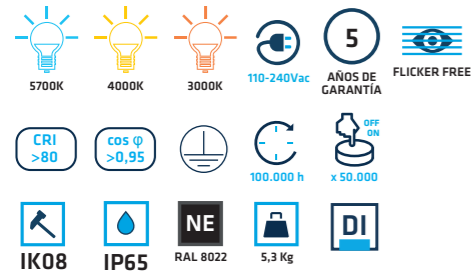 5700K
4000K
3000K
110-240Vac
5
AÑOS DE
GARANTÍA
FLICKER FREE
CRI
>80
cos φ
>0,95
100.000 h
OFF
ON
x 50.000
IK08
IP65
NE
RAL 8022
5,3 Kg
DI